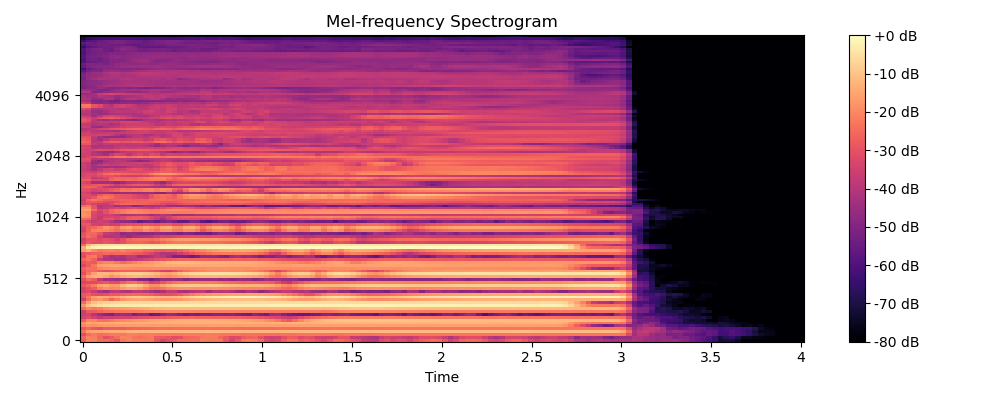 Mel-frequency Spectrogram
Hz
4096
2048
1024
512
0
0 0.5 1 1.5 2 2.5 3 3.5 4
Time
+0 dB
-10 dB
-20 dB
-30 dB
-40 dB
-50 dB
-60 dB
-70 dB
-80 dB